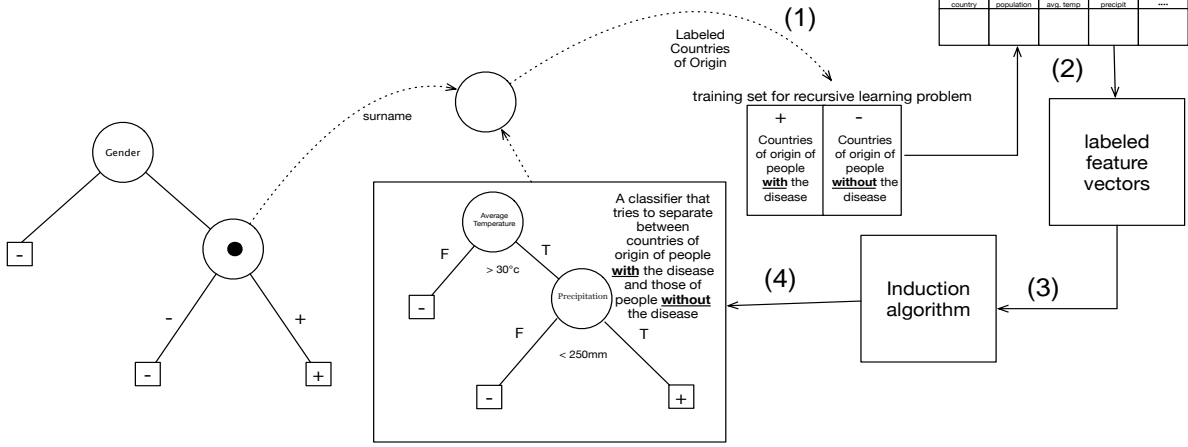 country population avg. temp precipit ....
(1)
Labeled
Countries
of Origin
(2)
training set for recursive learning problem
surname
+ -
Countries
of origin of
people
with the
disease
Countries
of origin of
people
without the
disease
labeled
feature
vectors
Gender
-
- +
-
+
A classifier that
tries to separate
between
countries of
origin of people
with the disease
and those of
people without
the disease
Average
Temperature
F T
> 30°c
-
Precipitation
F T
< 250mm
-
+
(4)
Induction
algorithm
(3)